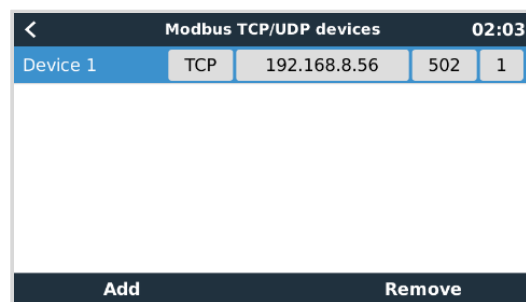 Modbus TCP/UDP devices 02:03
Device 1 TCP 192.168.8.56 502 1
Add Remove